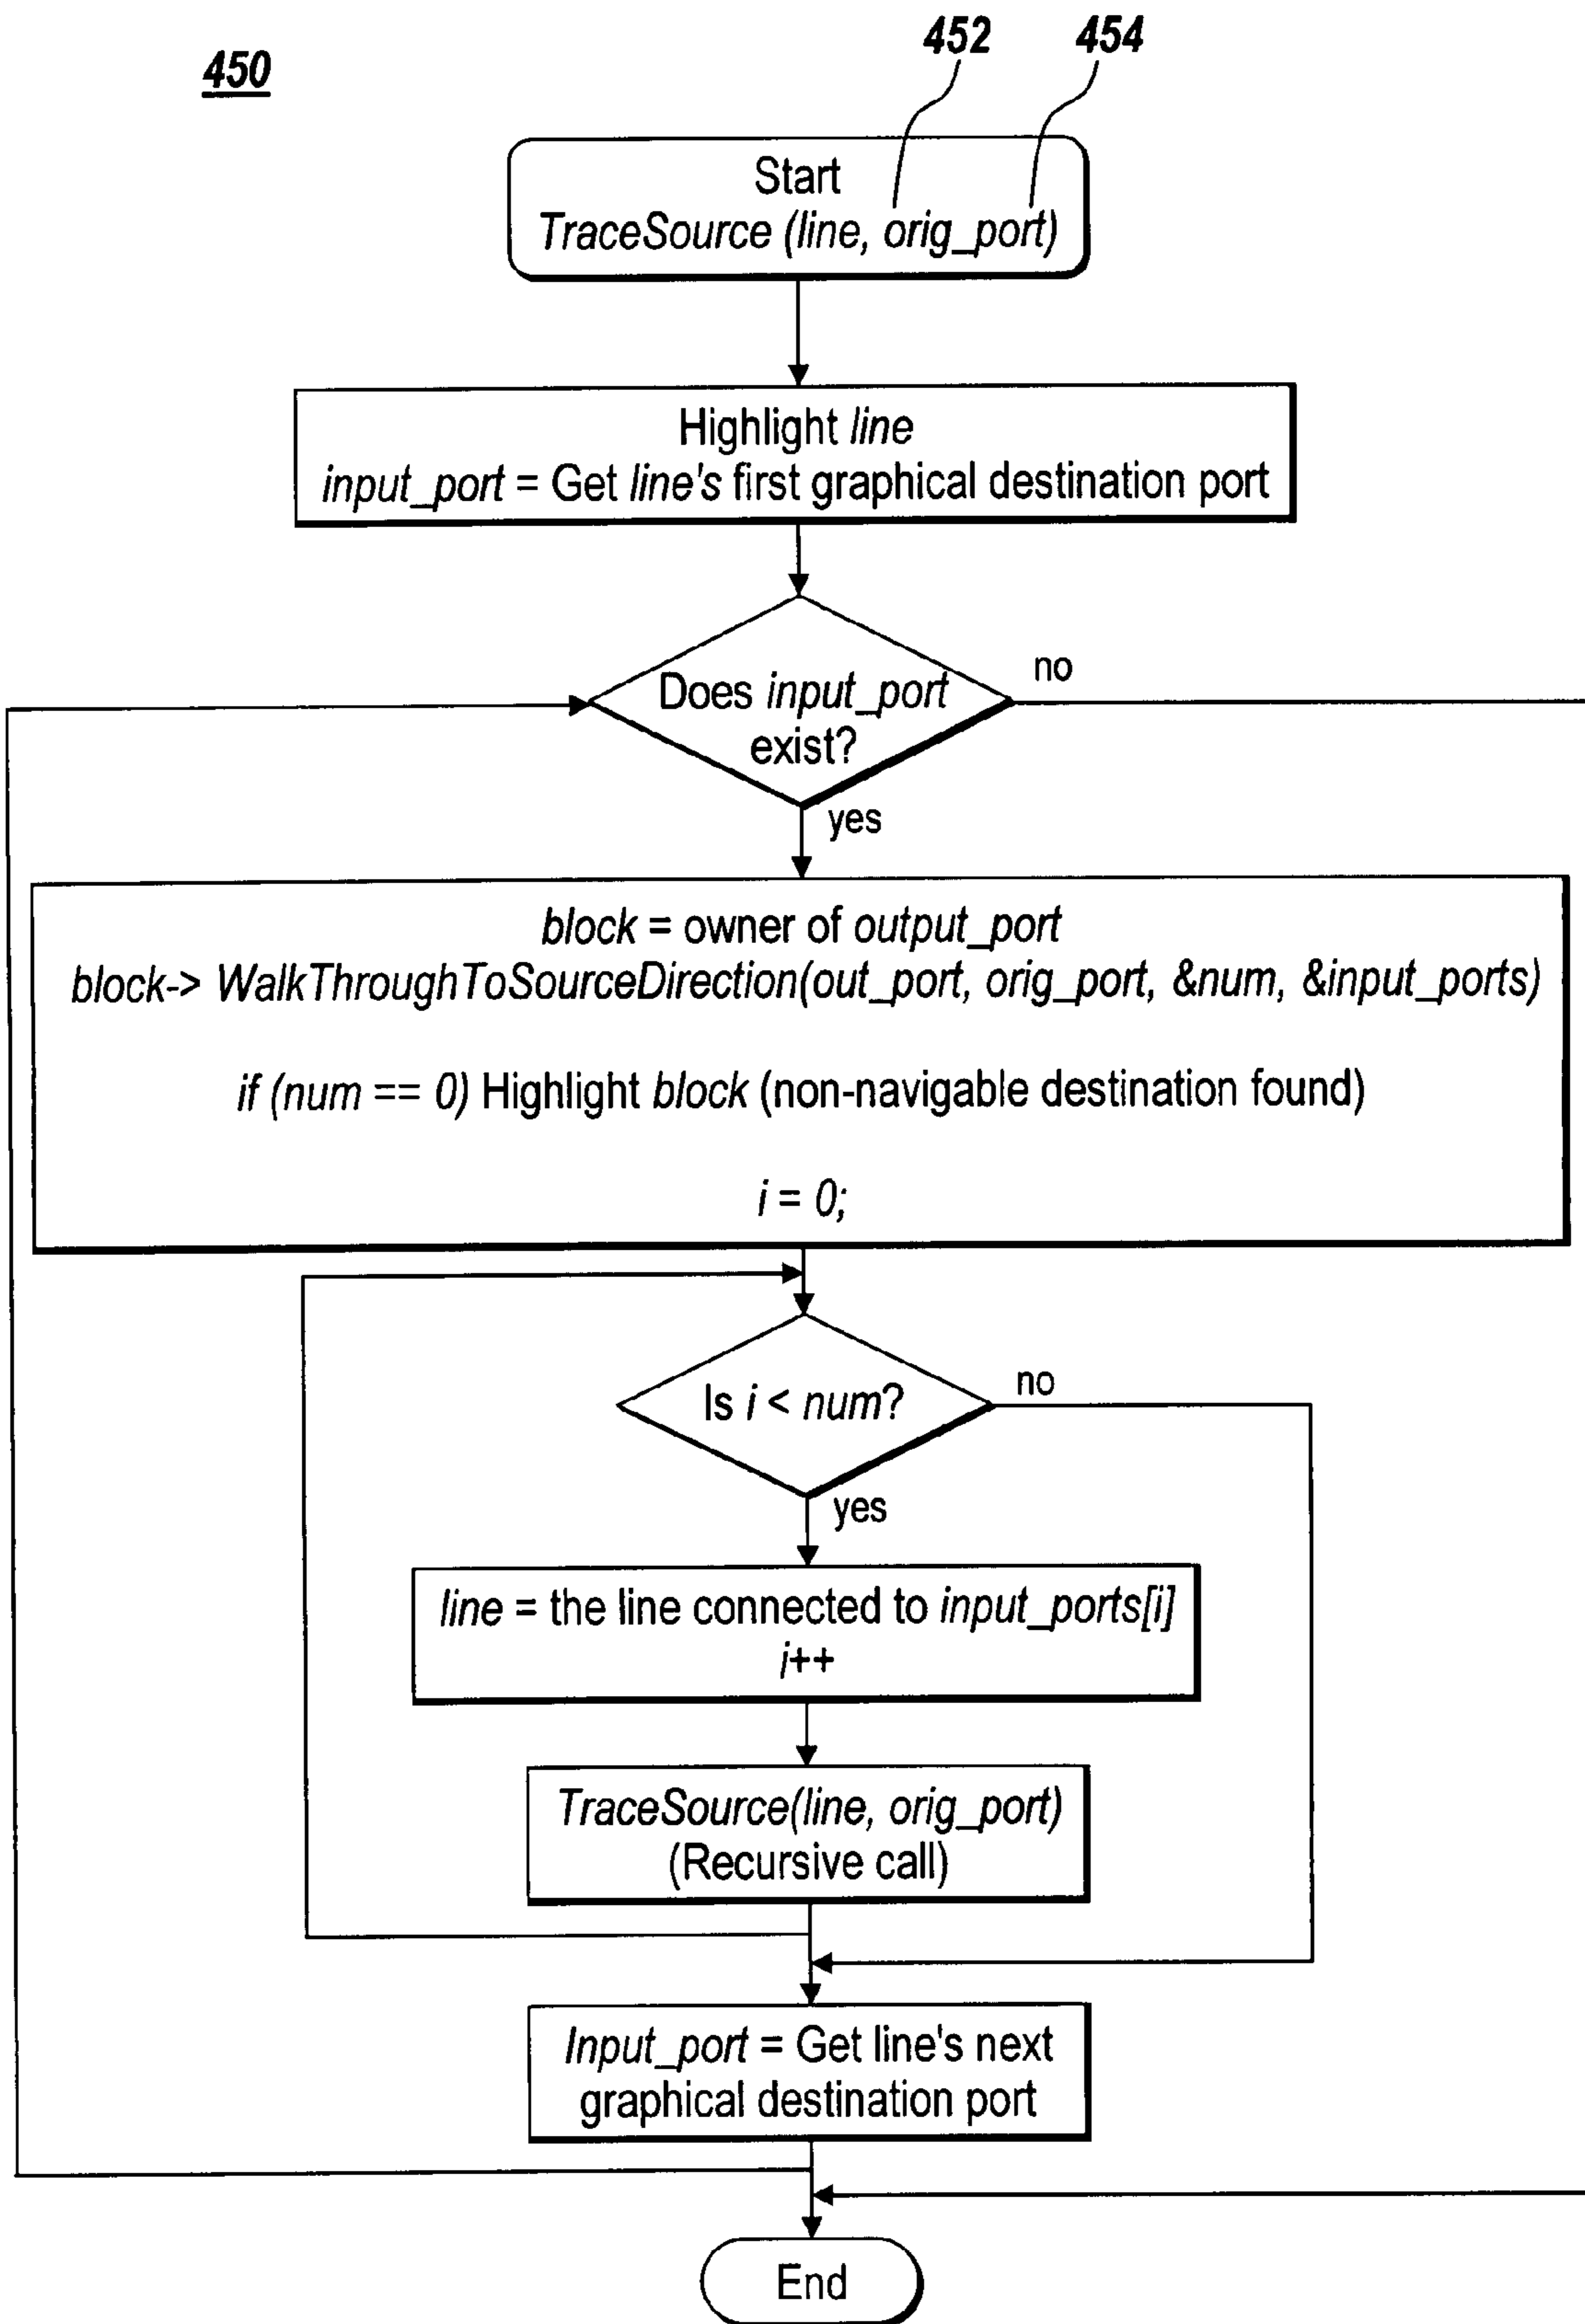 450
452
454
Start
TraceSource (line, orig_port)
Highlight line
input_port = Get line's first graphical destination port
Does input_port
exist?
no
yes
block = owner of output_port
block-> WalkThroughToSourceDirection(out_port, orig_port, &num, &input_ports)
if (num == 0) Highlight block (non-navigable destination found)
i = 0;
Is i < num?
no
yes
line = the line connected to input_ports[i]
i++
TraceSource(line, orig_port)
(Recursive call)
Input_port = Get line's next
graphical destination port
End